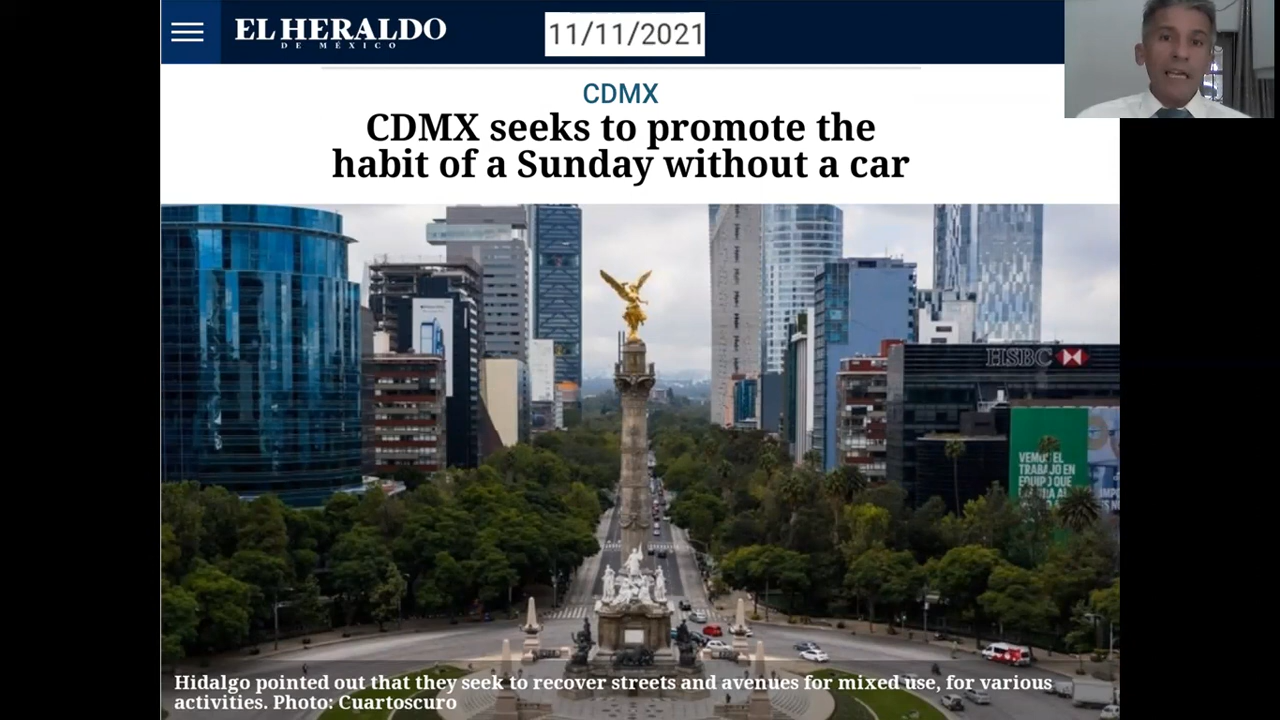 EL HERALDO
DE MÉXICO
11/11/2021
CDMX
CDMX seeks to promote the
habit of a Sunday without a car
HSBC
VEMOS EL
TRABAJO EN
EQUIPO QUE
Hidalgo pointed out that they seek to recover streets and avenues for mixed use, for various
activities. Photo: Cuartoscuro